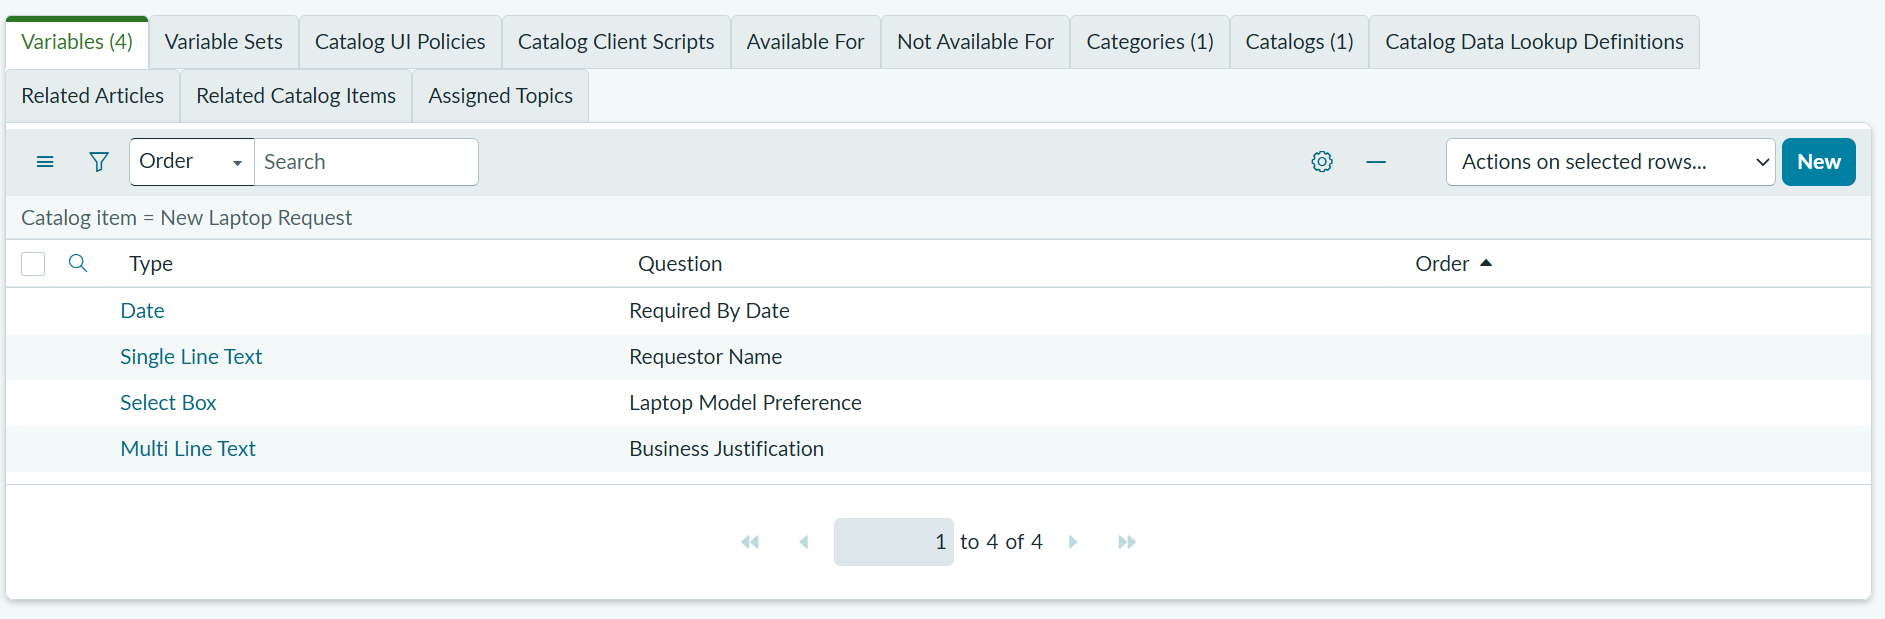 Variables (4) Variable Sets Catalog UI Policies Catalog Client Scripts Available For Not Available For Categories (1) Catalogs (1) Catalog Data Lookup Definitions
Related Articles Related Catalog Items Assigned Topics
Order Search Actions on selected rows... New
Catalog item = New Laptop Request
Type Question Order
Date Required By Date
Single Line Text Requestor Name
Select Box Laptop Model Preference
Multi Line Text Business Justification
1 to 4 of 4